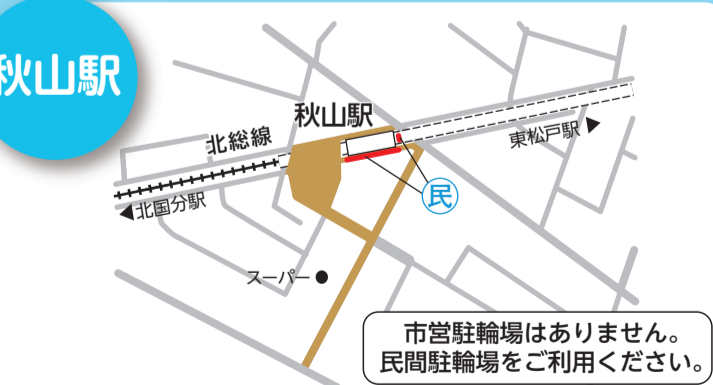 秋山駅
秋山駅
北総線
東松戸駅
北国分駅
民
スーパー
市営駐輪場はありません。
民間駐輪場をご利用ください。